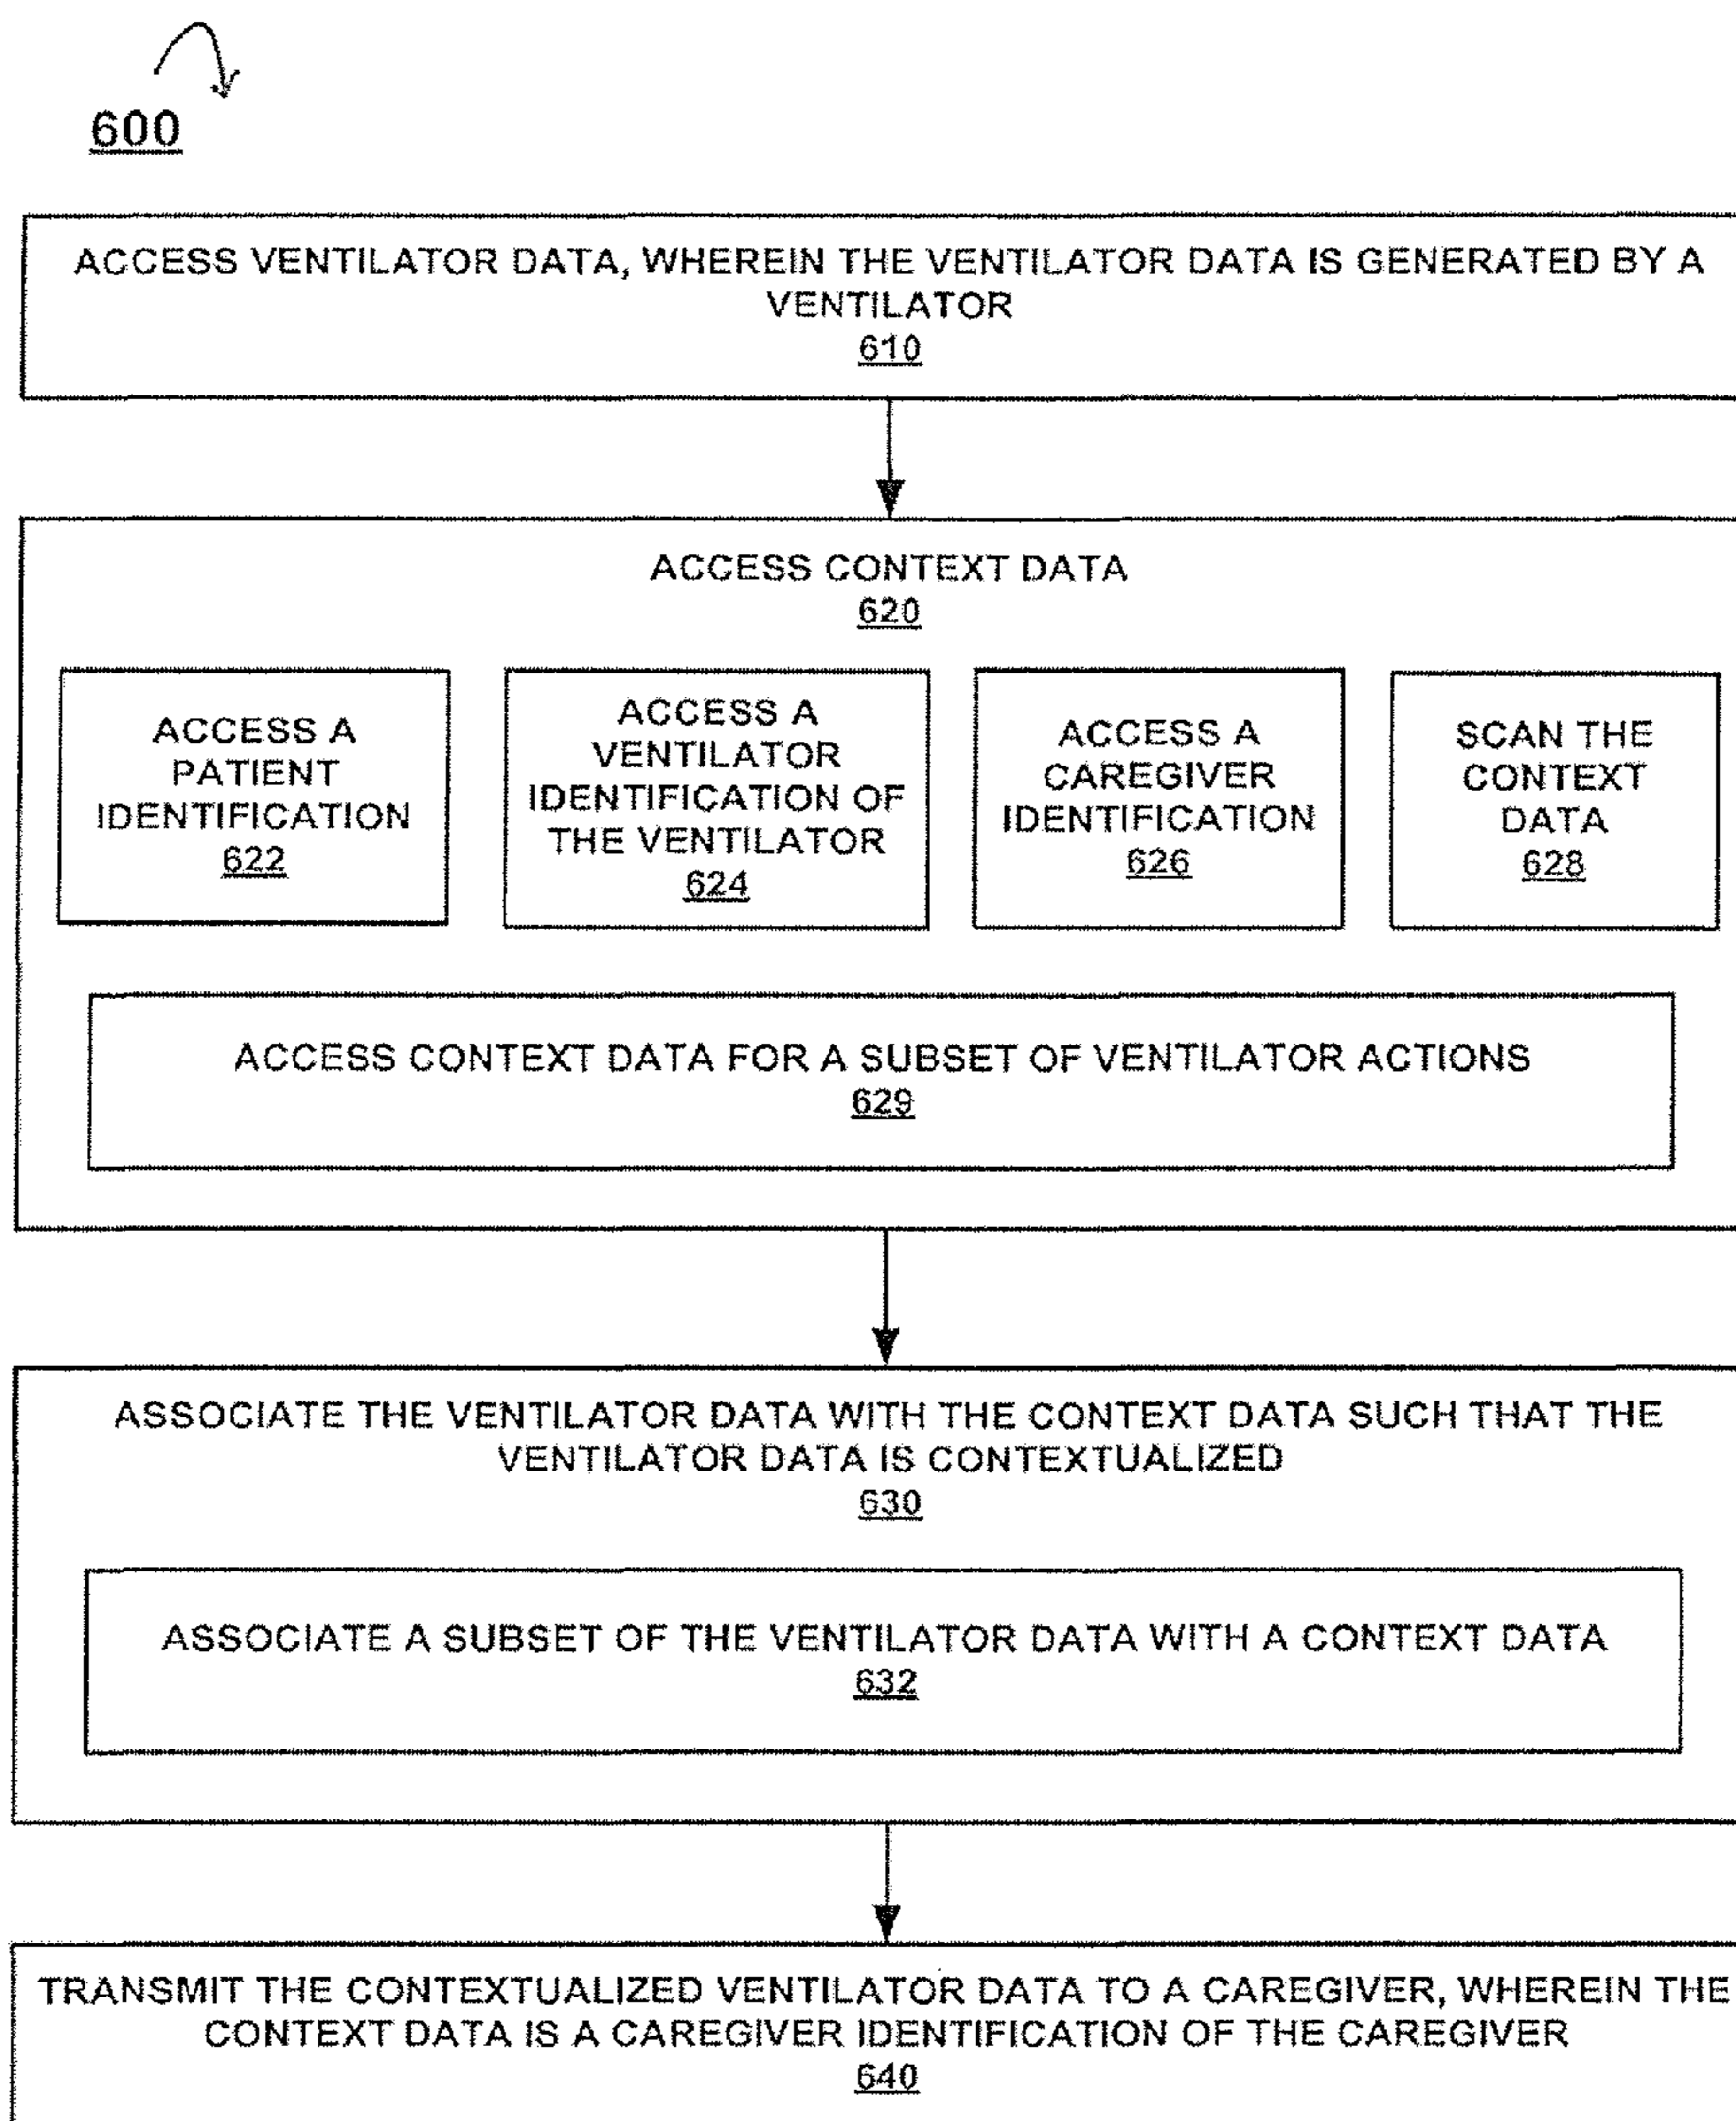 600
ACCESS VENTILATOR DATA, WHEREIN THE VENTILATOR DATA IS GENERATED BY A
VENTILATOR
610
ACCESS CONTEXT DATA
620
ACCESS A
PATIENT
IDENTIFICATION
622
ACCESS A
VENTILATOR
IDENTIFICATION OF
THE VENTILATOR
624
ACCESS A
CAREGIVER
IDENTIFICATION
626
SCAN THE
CONTEXT
DATA
628
ACCESS CONTEXT DATA FOR A SUBSET OF VENTILATOR ACTIONS
629
ASSOCIATE THE VENTILATOR DATA WITH THE CONTEXT DATA SUCH THAT THE
VENTILATOR DATA IS CONTEXTUALIZED
630
ASSOCIATE A SUBSET OF THE VENTILATOR DATA WITH A CONTEXT DATA
632
TRANSMIT THE CONTEXTUALIZED VENTILATOR DATA TO A CAREGIVER, WHEREIN THE
CONTEXT DATA IS A CAREGIVER IDENTIFICATION OF THE CAREGIVER
640